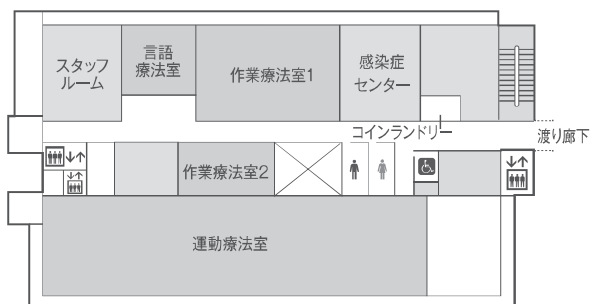 スタッフ
ルーム
言語
療法室
作業療法室1
感染症
センター
コインランドリー
渡り廊下
作業療法室2
運動療法室